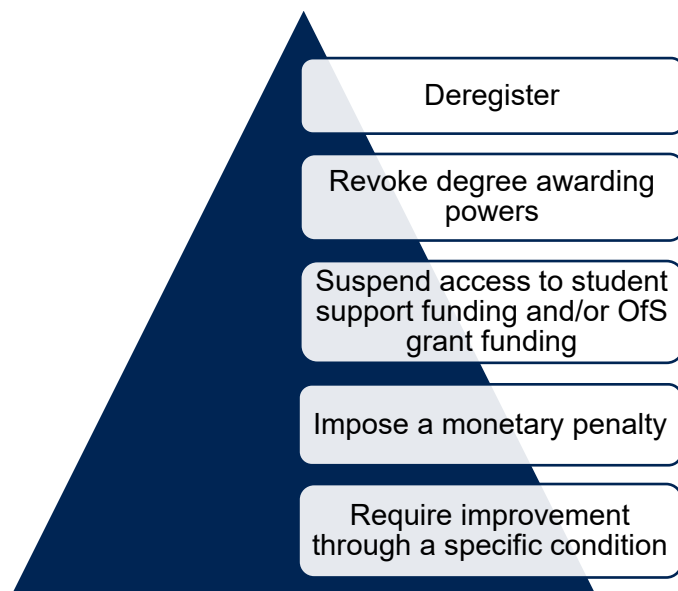 Deregister
Revoke degree awarding
powers
Suspend access to student
support funding and/or OfS
grant funding
Impose a monetary penalty
Require improvement
through a specific condition